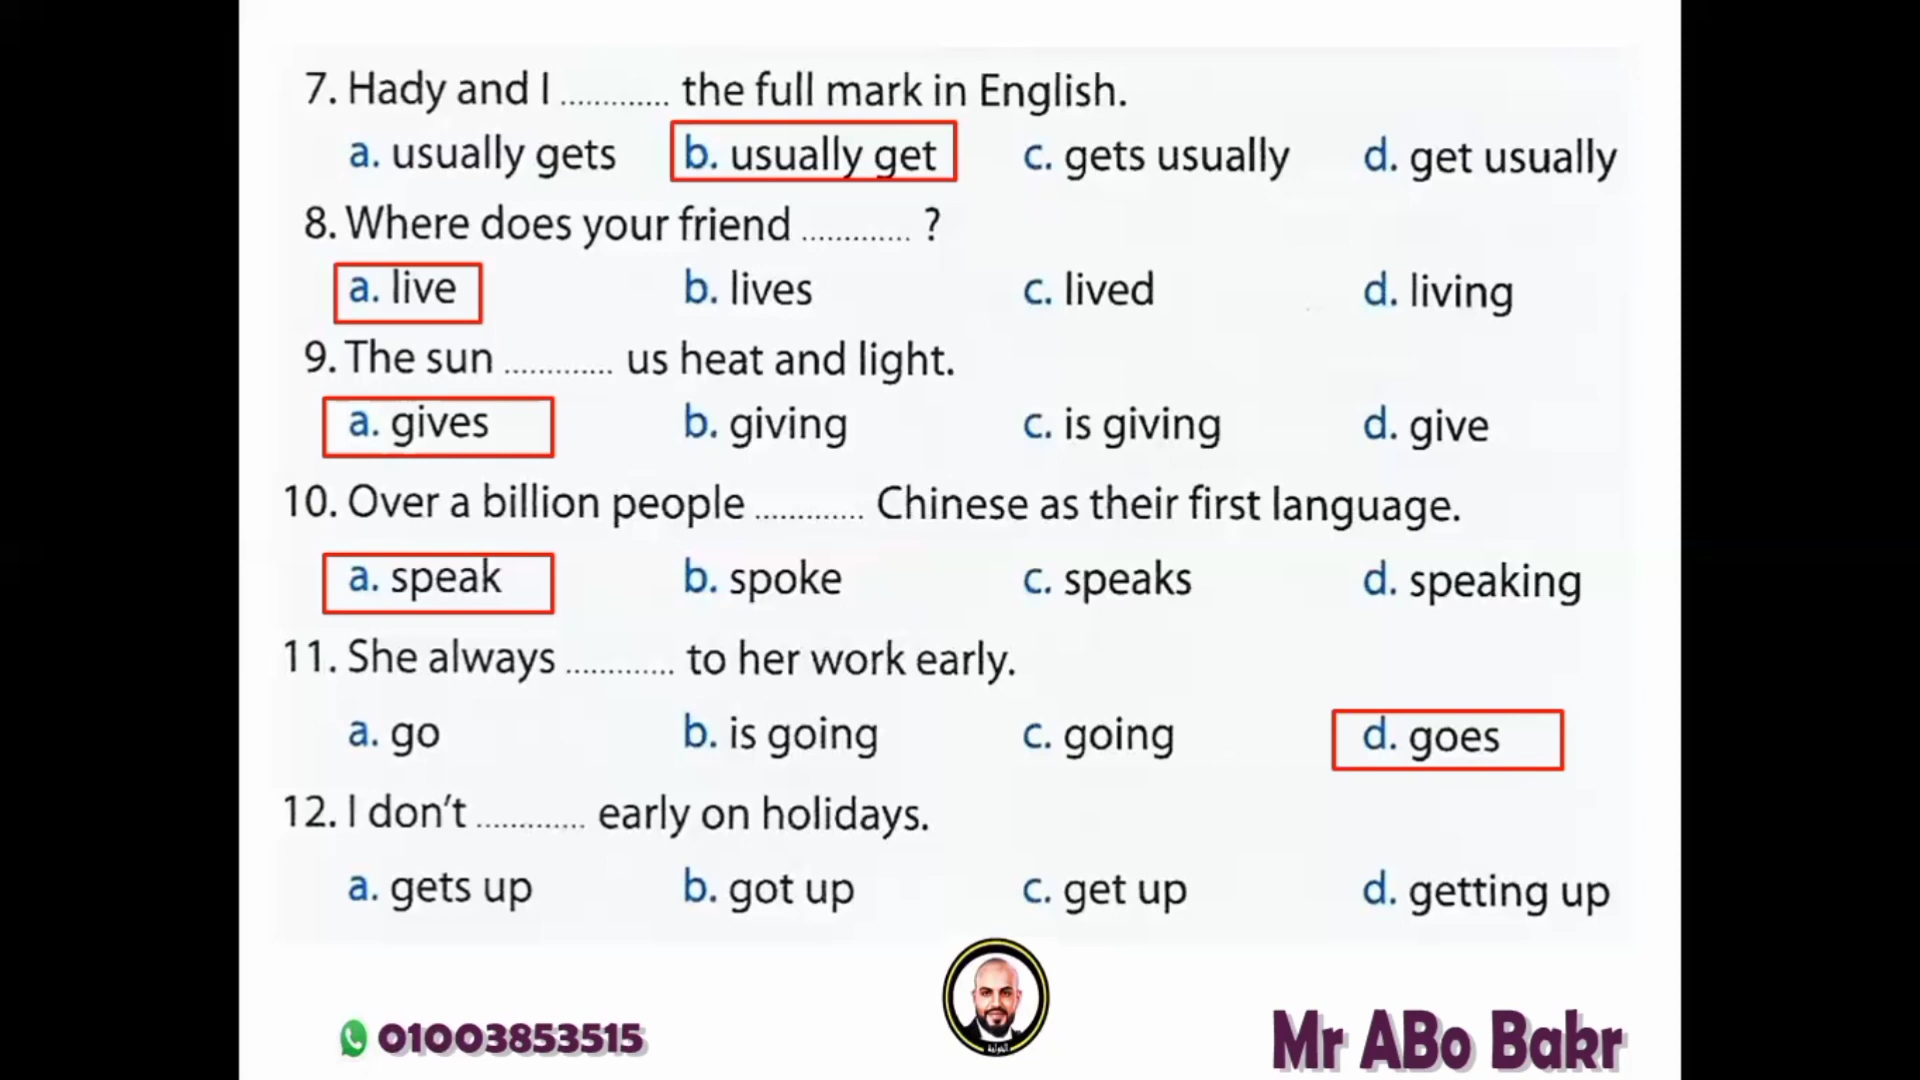 7. Hady and I ............. the full mark in English.
a. usually gets b. usually get c. gets usually d. get usually
8. Where does your friend ............. ?
a. live b. lives c. lived d. living
9. The sun ............. us heat and light.
a. gives b. giving c. is giving d. give
10. Over a billion people ............. Chinese as their first language.
a. speak b. spoke c. speaks d. speaking
11. She always ............. to her work early.
a. go b. is going c. going d. goes
12. I don't ............. early on holidays.
a. gets up b. got up c. get up d. getting up
01003853515
Mr ABo Bakr